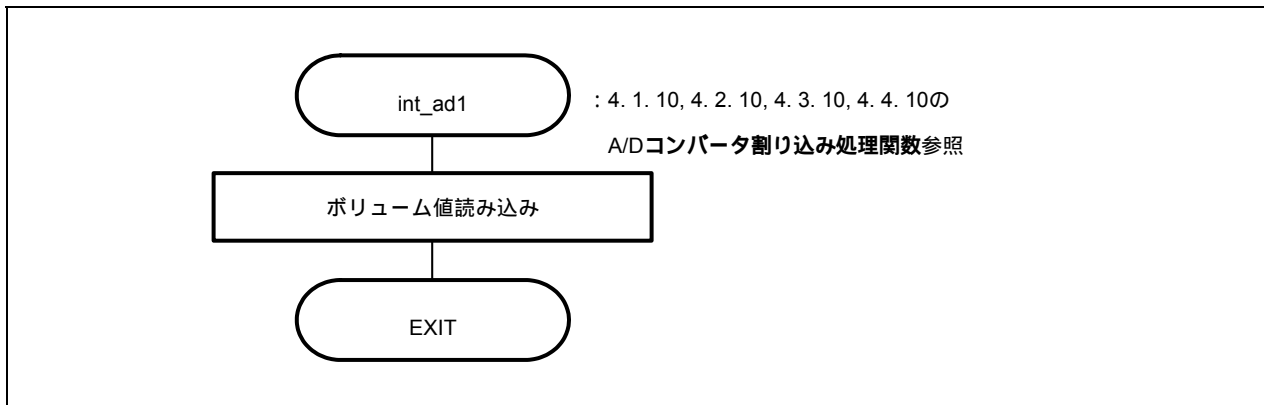 int_ad1
：4. 1. 10, 4. 2. 10, 4. 3. 10, 4. 4. 10の
A/Dコンバータ割り込み処理関数参照
ボリューム値読み込み
EXIT